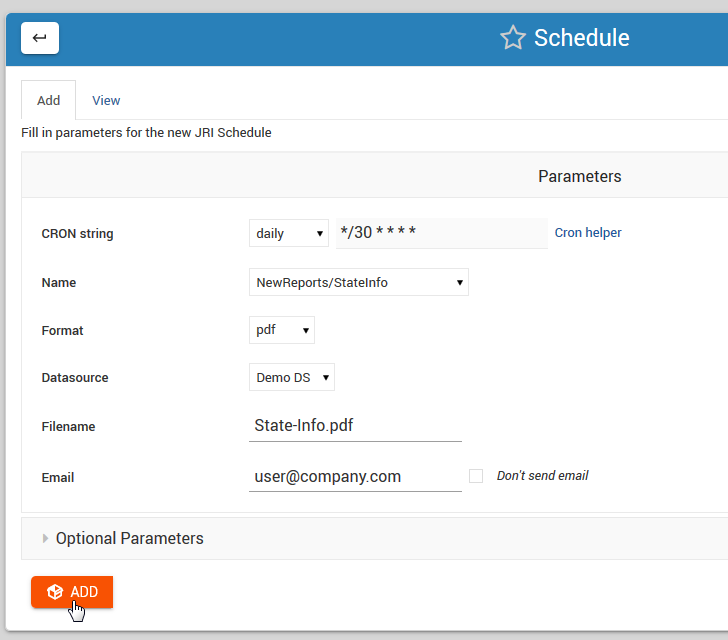 Schedule
Add View
Fill in parameters for the new JRI Schedule
Parameters
CRON string daily */30 * * * * Cron helper
Name NewReports/StateInfo
Format pdf
Datasource Demo DS
Filename State-Info.pdf
Email user@company.com Don't send email
Optional Parameters
ADD